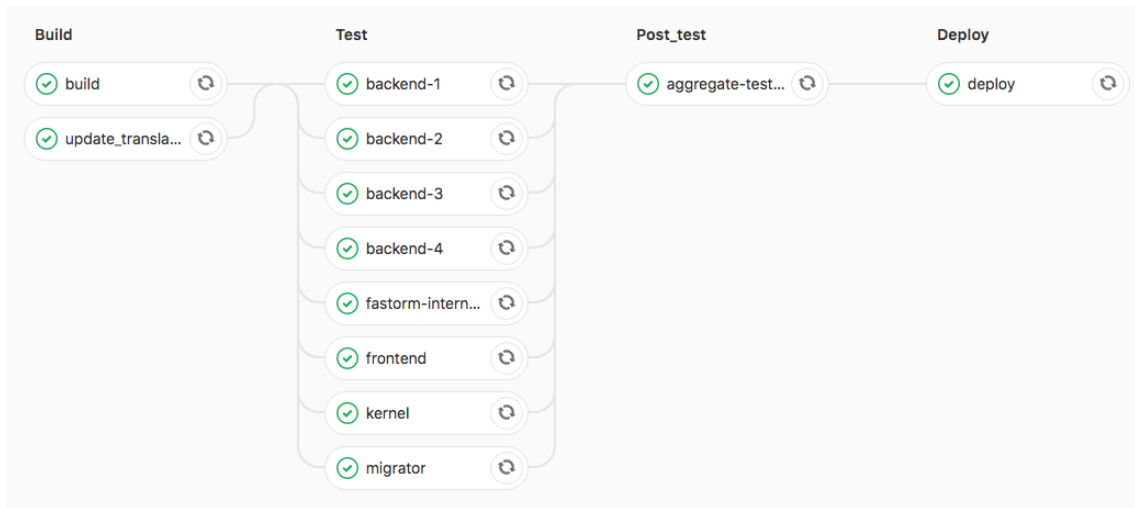 Build
build
update_transla...
Test
backend-1
backend-2
backend-3
backend-4
fastorm-intern...
frontend
kernel
migrator
Post_test
aggregate-test...
Deploy
deploy